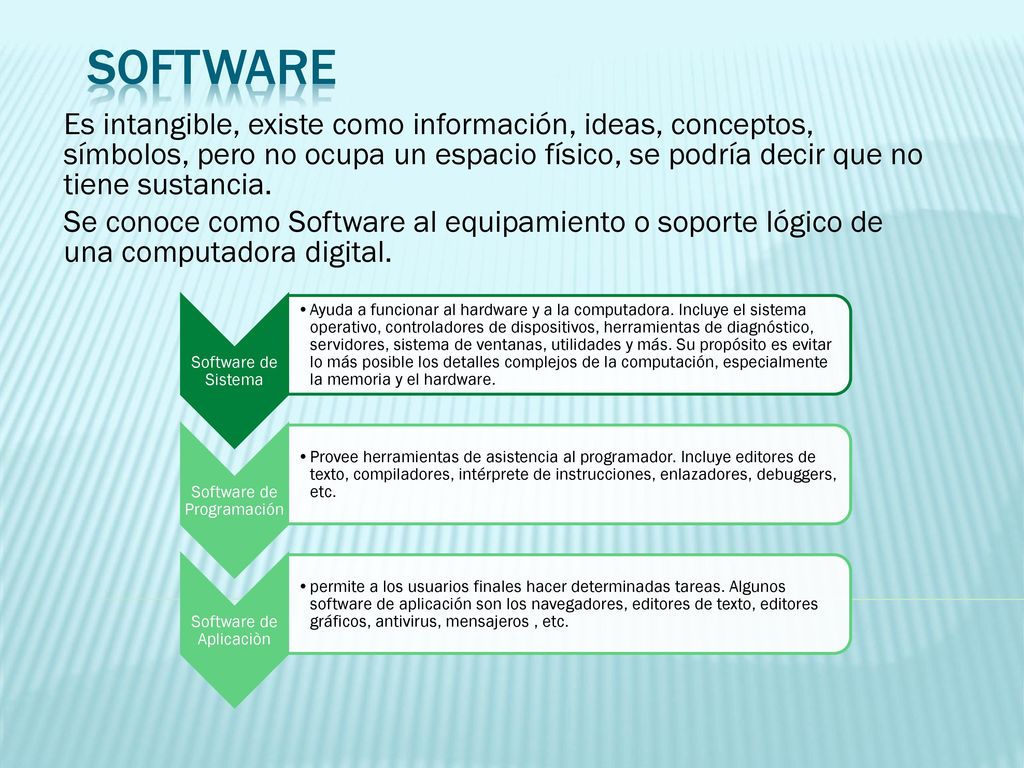 SOFTWARE
Es intangible, existe como información, ideas, conceptos,
símbolos, pero no ocupa un espacio físico, se podría decir que no
tiene sustancia.
Se conoce como Software al equipamiento o soporte lógico de
una computadora digital.
Software de
Sistema
• Ayuda a funcionar al hardware y a la computadora. Incluye el sistema
operativo, controladores de dispositivos, herramientas de diagnóstico,
servidores, sistema de ventanas, utilidades y más. Su propósito es evitar
lo más posible los detalles complejos de la computación, especialmente
la memoria y el hardware.
Software de
Programación
• Provee herramientas de asistencia al programador. Incluye editores de
texto, compiladores, intérprete de instrucciones, enlazadores, debuggers,
etc.
Software de
Aplicaciòn
• permite a los usuarios finales hacer determinadas tareas. Algunos
software de aplicación son los navegadores, editores de texto, editores
gráficos, antivirus, mensajeros , etc.